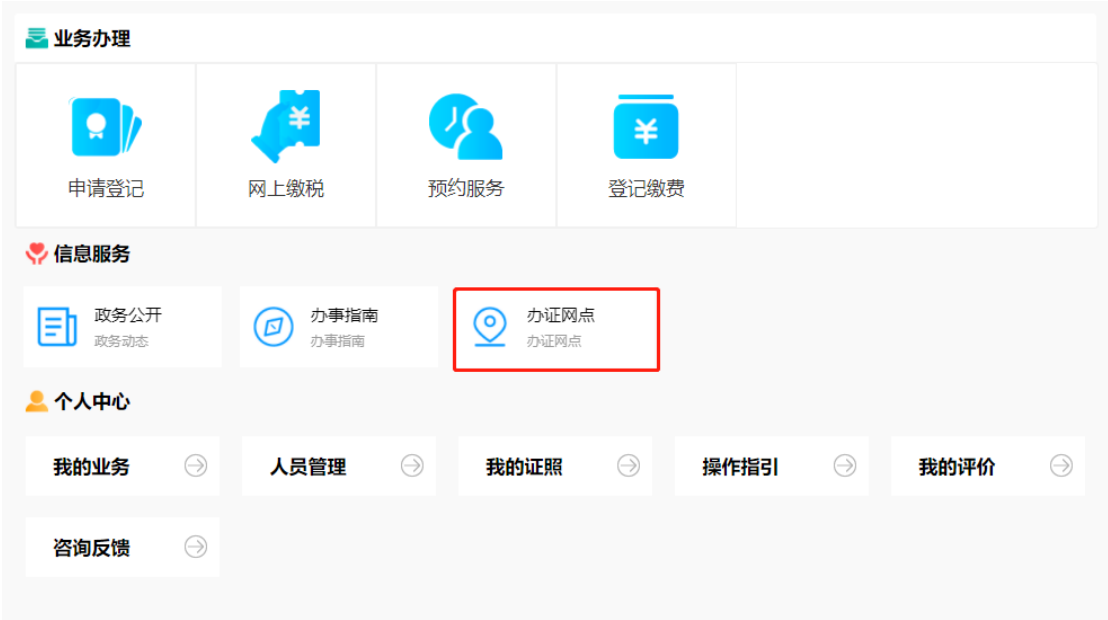 业务办理
申请登记
网上缴税
预约服务
登记缴费
信息服务
政务公开
政务动态
办事指南
办事指南
办证网点
办证网点
个人中心
我的业务
人员管理
我的证照
操作指引
我的评价
咨询反馈